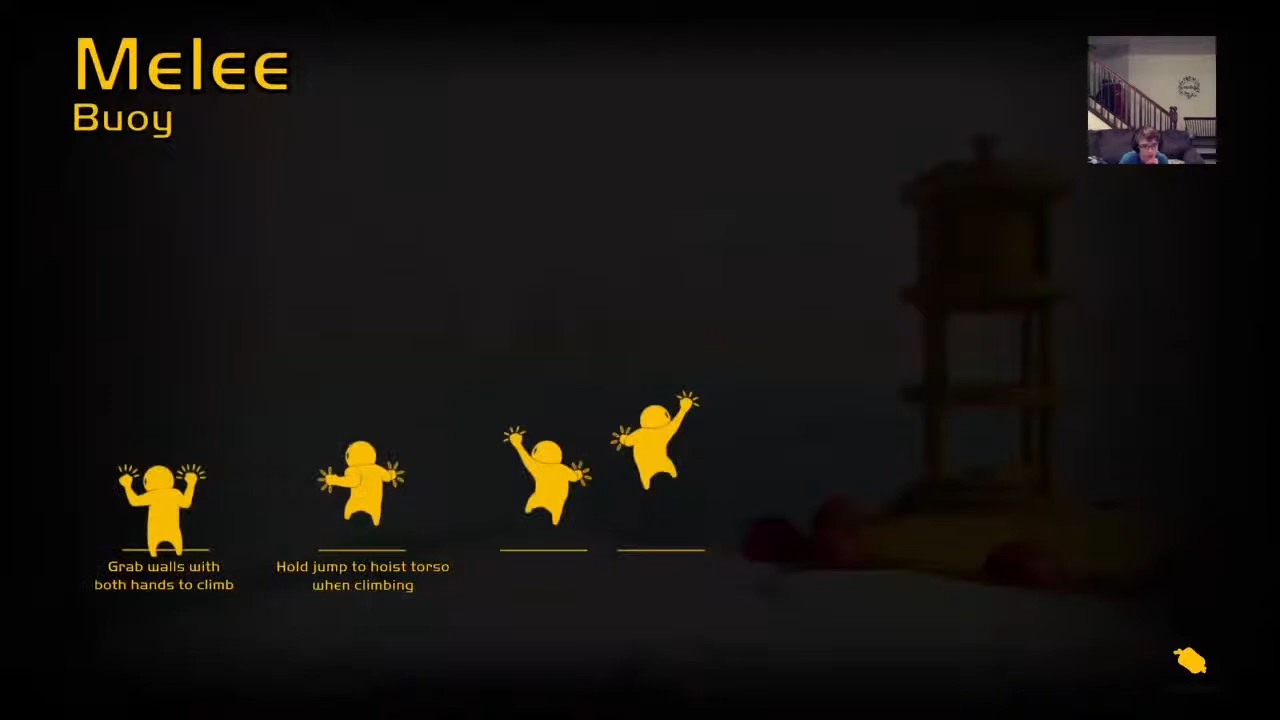 Melee
Buoy
Grab walls with
both hands to climb
Hold jump to hoist torso
when climbing